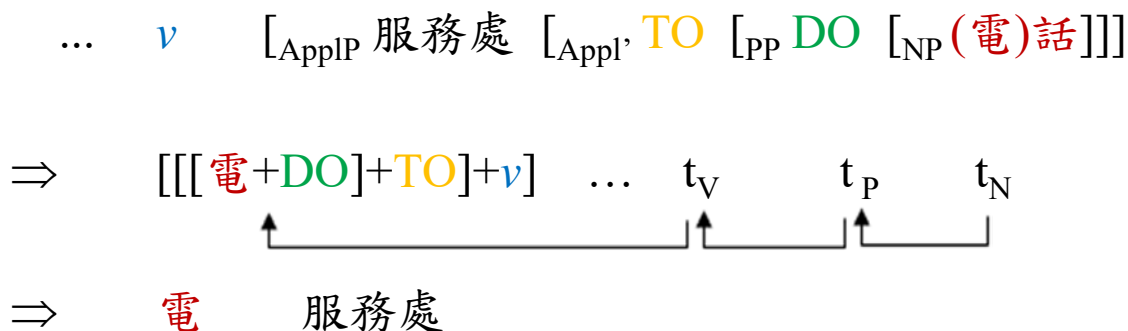 ... v [ApplP 服務處 [Appl' TO [PP DO [NP (電)話]]]
⇒ [[[電+DO]+TO]+v] … tV tP tN
⇒ 電 服務處